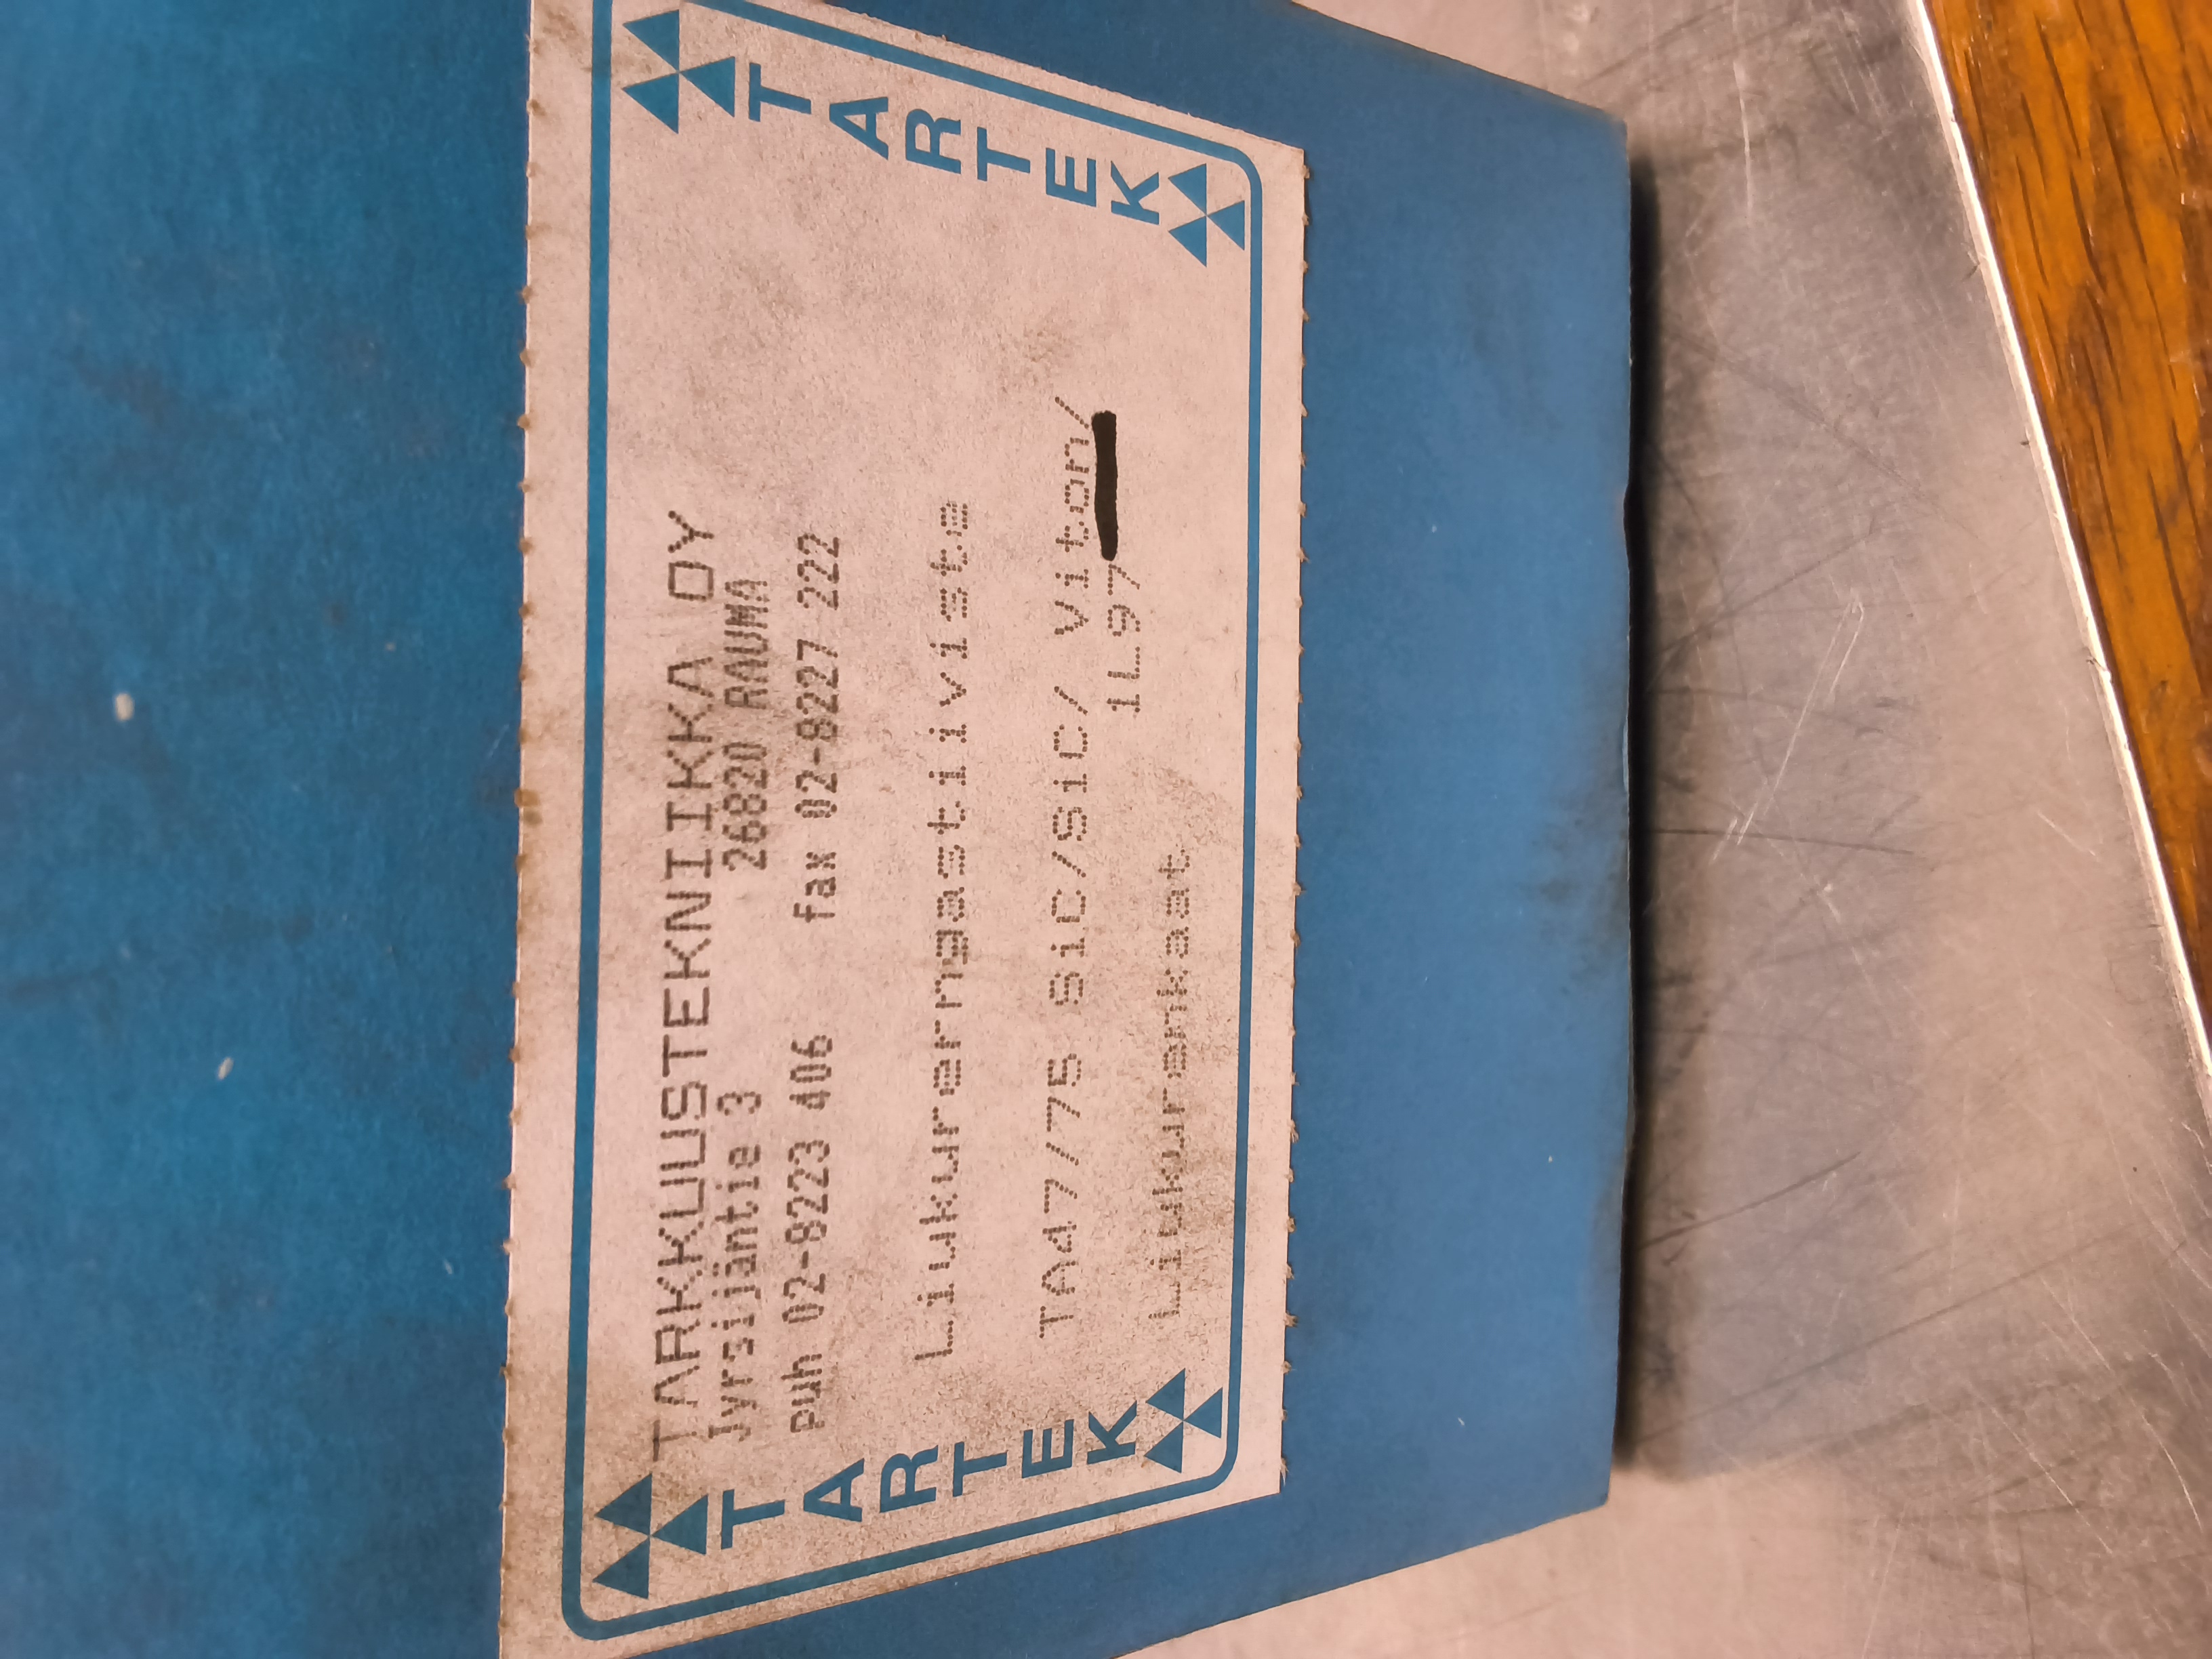 TARKKUUSTEKNIIKKA OY
Jyrsijäntie 3 26820 RAUMA
puh 02-8223 406 fax 02-8227 222
Liukurengastiiviste
TA47/75 SiC/SiC/ Viton/
1L97
Liukurenkaat
TARTEK
TARTEK